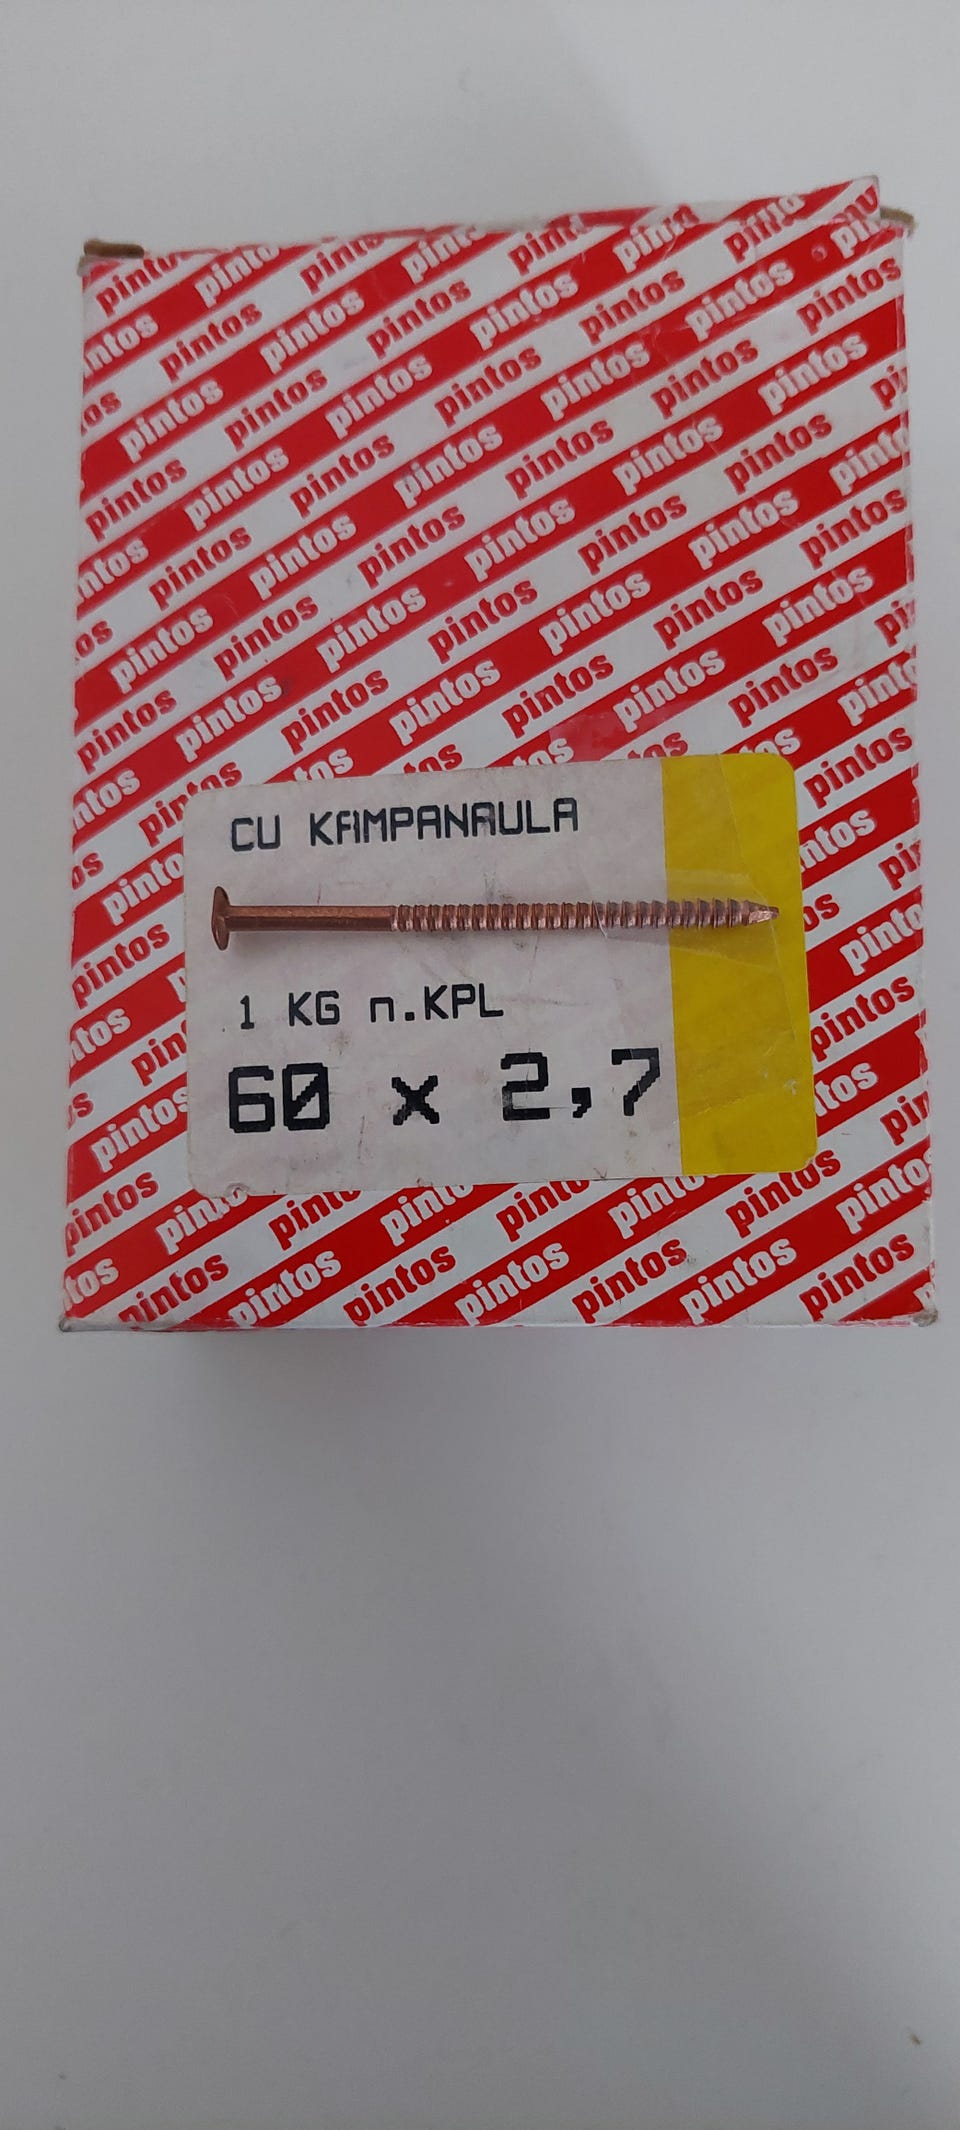 pintos
CU KAMPANAULA
1 KG n.KPL
60 x 2,7